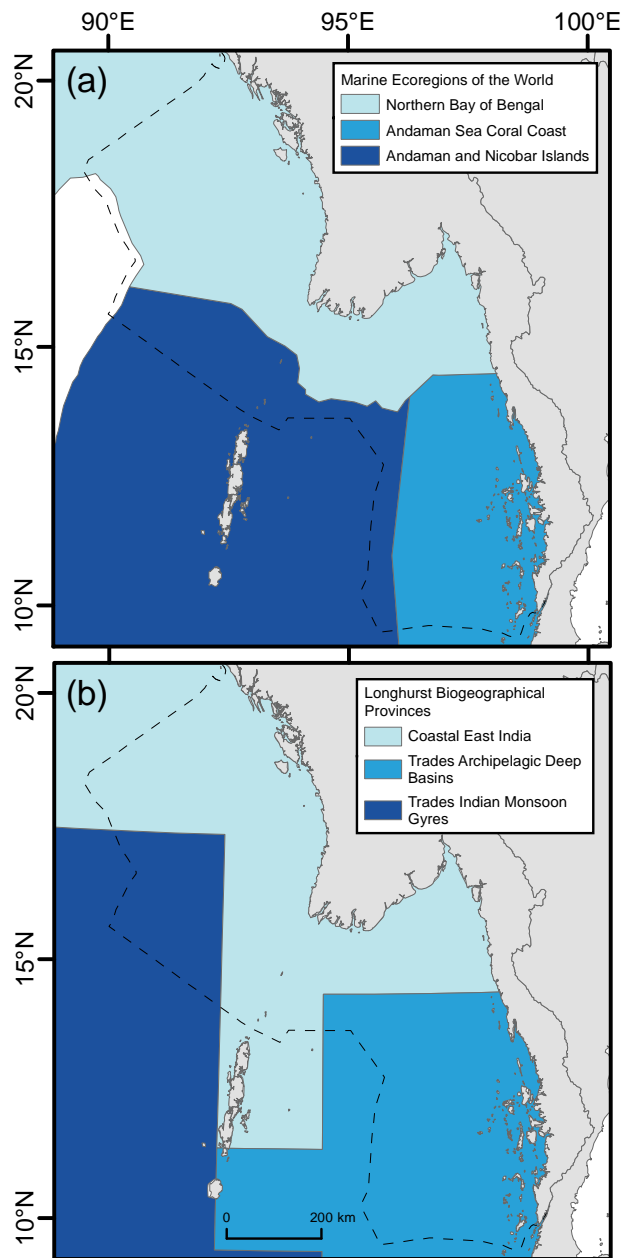 90°E 95°E 100°E
(a)
Marine Ecoregions of the World
Northern Bay of Bengal
Andaman Sea Coral Coast
Andaman and Nicobar Islands
20°N
15°N
10°N
(b)
Longhurst Biogeographical
Provinces
Coastal East India
Trades Archipelagic Deep
Basins
Trades Indian Monsoon
Gyres
20°N
15°N
10°N
0 200 km